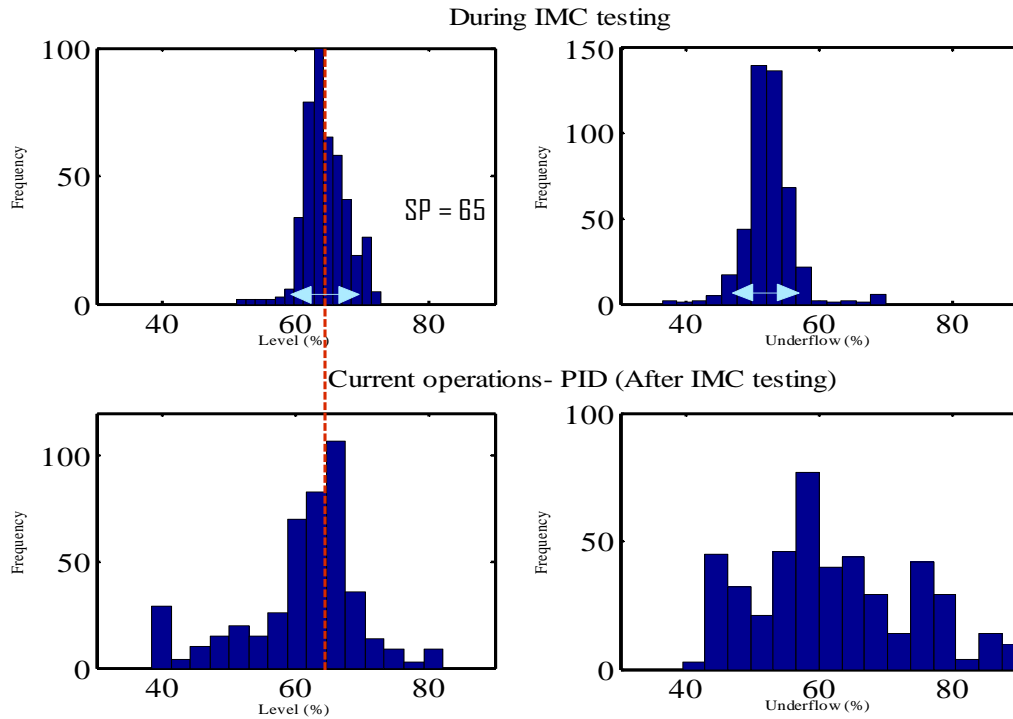 During IMC testing
100
50
0
Frequency
40
60
80
Level (%)
SP = 65
150
100
50
0
Frequency
40
60
80
Underflow (%)
Current operations- PID (After IMC testing)
100
50
0
Frequency
40
60
80
Level (%)
100
50
0
Frequency
40
60
80
Underflow (%)